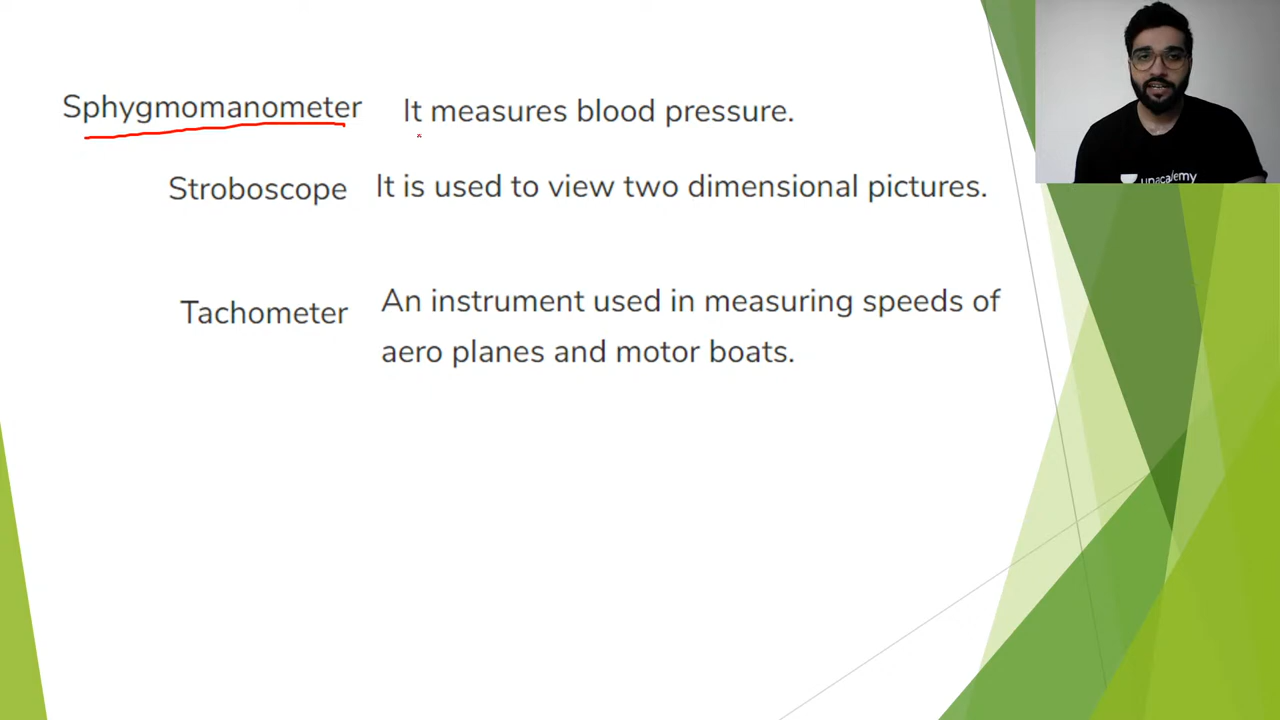 Sphygmomanometer It measures blood pressure.
Stroboscope It is used to view two dimensional pictures.
Tachometer An instrument used in measuring speeds of
aero planes and motor boats.
unacademy